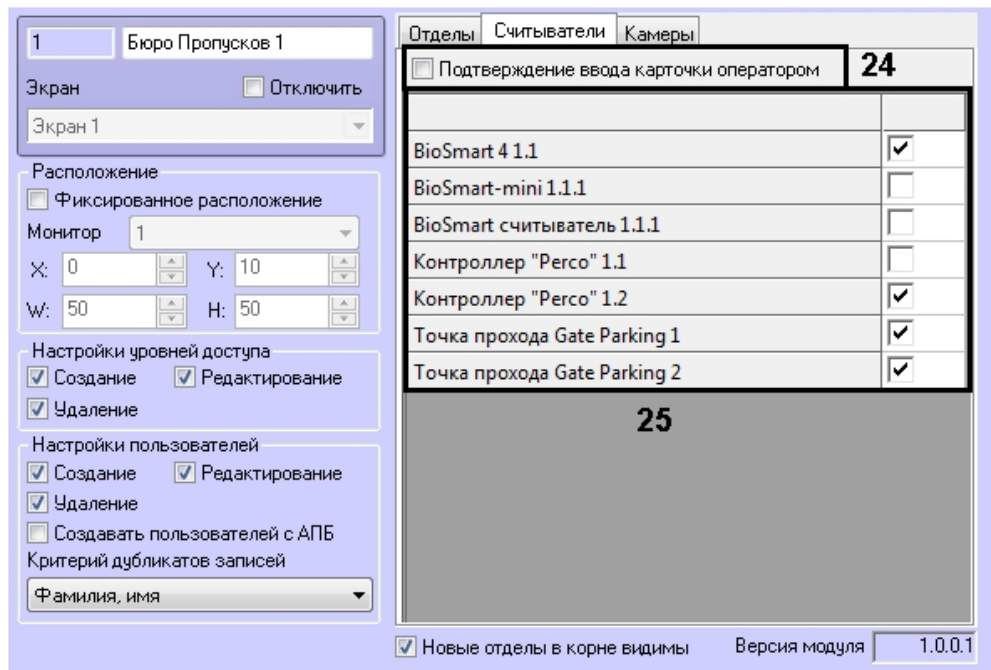 1 Бюро Пропусков 1
Экран Отключить
Экран 1
Расположение
Фиксированное расположение
Монитор 1
X: 0 Y: 10
W: 50 H: 50
Настройки уровней доступа
Создание Редактирование
Удаление
Настройки пользователей
Создание Редактирование
Удаление
Создавать пользователей с АПБ
Критерий дубликатов записей
Фамилия, имя
Отделы Считыватели Камеры
Подтверждение ввода карточки оператором 24
BioSmart 4 1.1
BioSmart-mini 1.1.1
BioSmart считыватель 1.1.1
Контроллер "Perco" 1.1
Контроллер "Perco" 1.2
Точка прохода Gate Parking 1
Точка прохода Gate Parking 2
25
Новые отделы в корне видимы Версия модуля 1.0.0.1